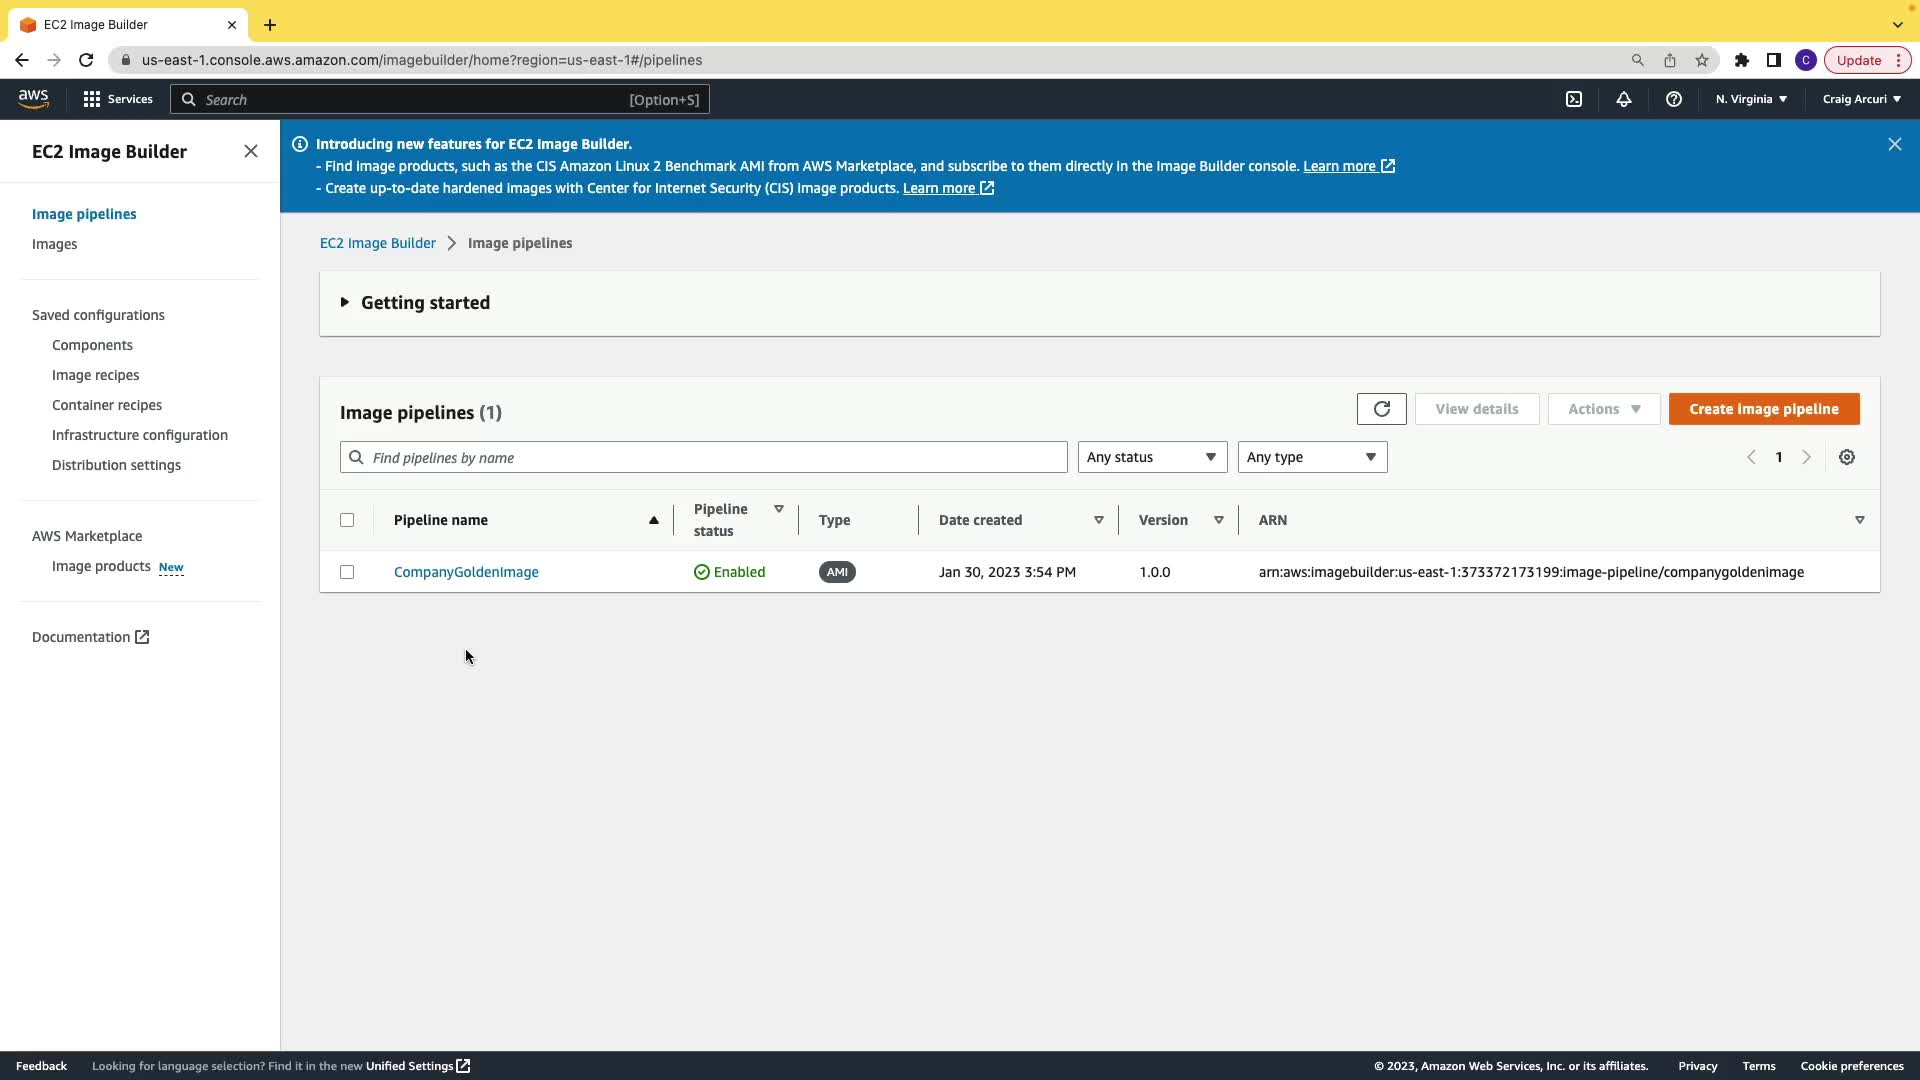 EC2 Image Builder
us-east-1.console.aws.amazon.com/imagebuilder/home?region=us-east-1#/pipelines
C
Update
aws
Services
Search
[Option+S]
N. Virginia
Craig Arcuri
EC2 Image Builder
Image pipelines
Images
Saved configurations
Components
Image recipes
Container recipes
Infrastructure configuration
Distribution settings
AWS Marketplace
Image products New
Documentation
Introducing new features for EC2 Image Builder.
- Find image products, such as the CIS Amazon Linux 2 Benchmark AMI from AWS Marketplace, and subscribe to them directly in the Image Builder console. Learn more
- Create up-to-date hardened images with Center for Internet Security (CIS) Image products. Learn more
EC2 Image Builder > Image pipelines
Getting started
Image pipelines (1)
View details
Actions
Create image pipeline
Find pipelines by name
Any status
Any type
1
Pipeline name
Pipeline status
Type
Date created
Version
ARN
CompanyGoldenImage
Enabled
AMI
Jan 30, 2023 3:54 PM
1.0.0
arn:aws:imagebuilder:us-east-1:373372173199:image-pipeline/companygoldenimage
Feedback
Looking for language selection? Find it in the new Unified Settings
© 2023, Amazon Web Services, Inc. or its affiliates.
Privacy
Terms
Cookie preferences